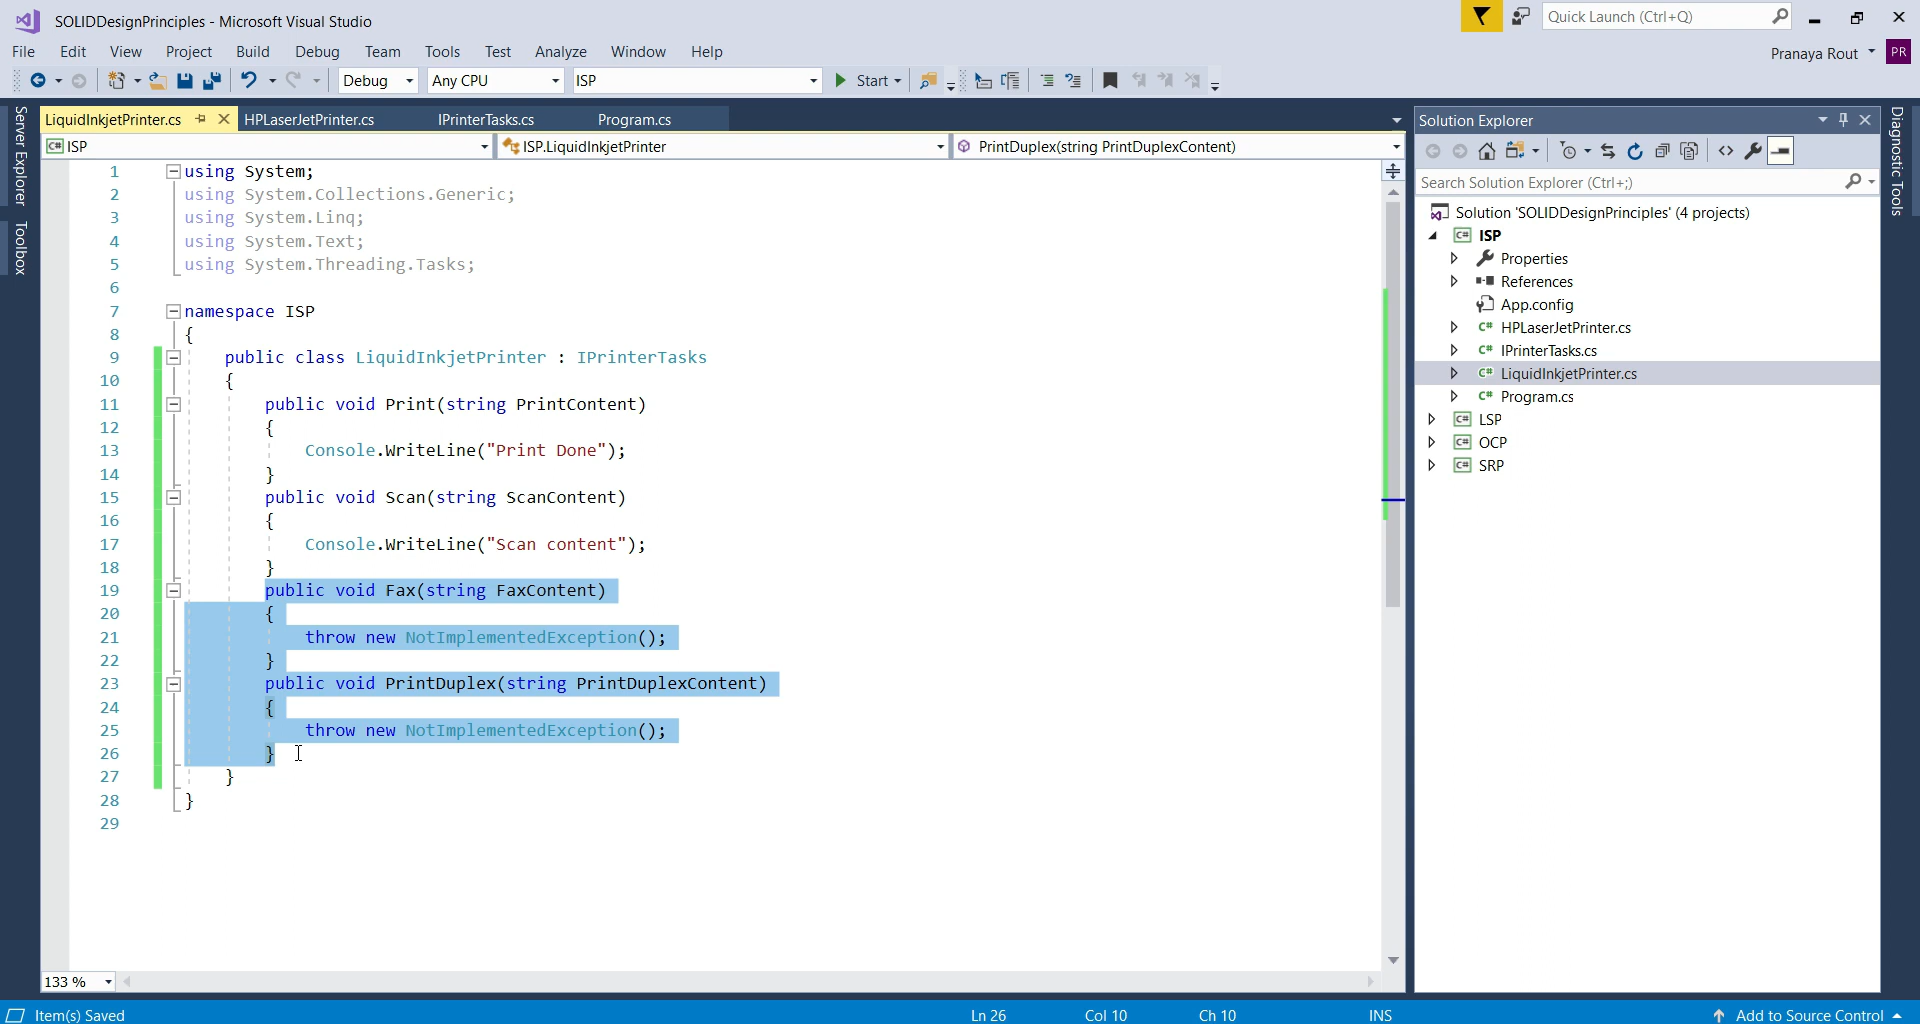 SOLIDDesignPrinciples - Microsoft Visual Studio
Quick Launch (Ctrl+Q)
File Edit View Project Build Debug Team Tools Test Analyze Window Help
Pranaya Rout PR
Debug Any CPU ISP Start
Server Explorer
Toolbox
LiquidInkjetPrinter.cs HPLaserJetPrinter.cs IPrinterTasks.cs Program.cs
C# ISP ISP.LiquidInkjetPrinter PrintDuplex(string PrintDuplexContent)
1 using System;
2 using System.Collections.Generic;
3 using System.Linq;
4 using System.Text;
5 using System.Threading.Tasks;
6
7 namespace ISP
8 {
9 public class LiquidInkjetPrinter : IPrinterTasks
10 {
11 public void Print(string PrintContent)
12 {
13 Console.WriteLine("Print Done");
14 }
15 public void Scan(string ScanContent)
16 {
17 Console.WriteLine("Scan content");
18 }
19 public void Fax(string FaxContent)
20 {
21 throw new NotImplementedException();
22 }
23 public void PrintDuplex(string PrintDuplexContent)
24 {
25 throw new NotImplementedException();
26 }
27 }
28 }
29
133 %
Solution Explorer
Search Solution Explorer (Ctrl+;)
Solution 'SOLIDDesignPrinciples' (4 projects)
C# ISP
Properties
References
App.config
C# HPLaserJetPrinter.cs
C# IPrinterTasks.cs
C# LiquidInkjetPrinter.cs
C# Program.cs
C# LSP
C# OCP
C# SRP
Diagnostic Tools
Item(s) Saved Ln 26 Col 10 Ch 10 INS Add to Source Control